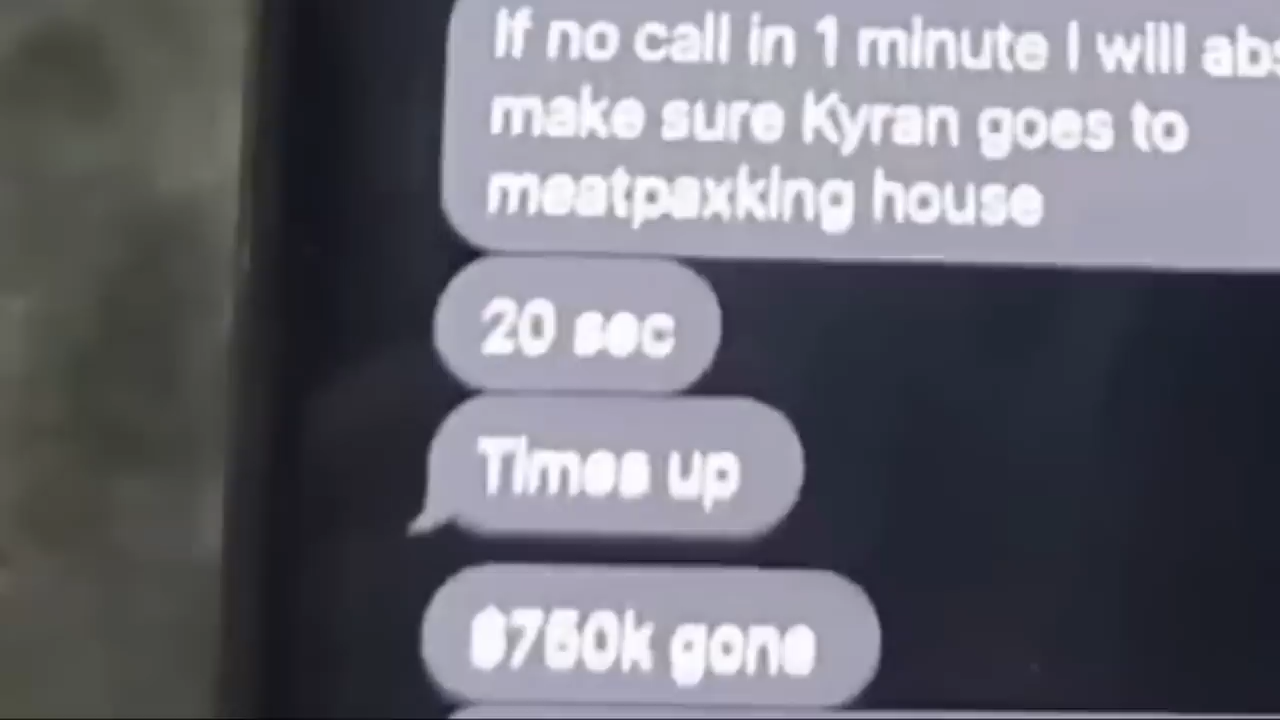 If no call in 1 minute I will abs
make sure Kyran goes to
meatpaxking house
20 sec
Times up
$750k gone